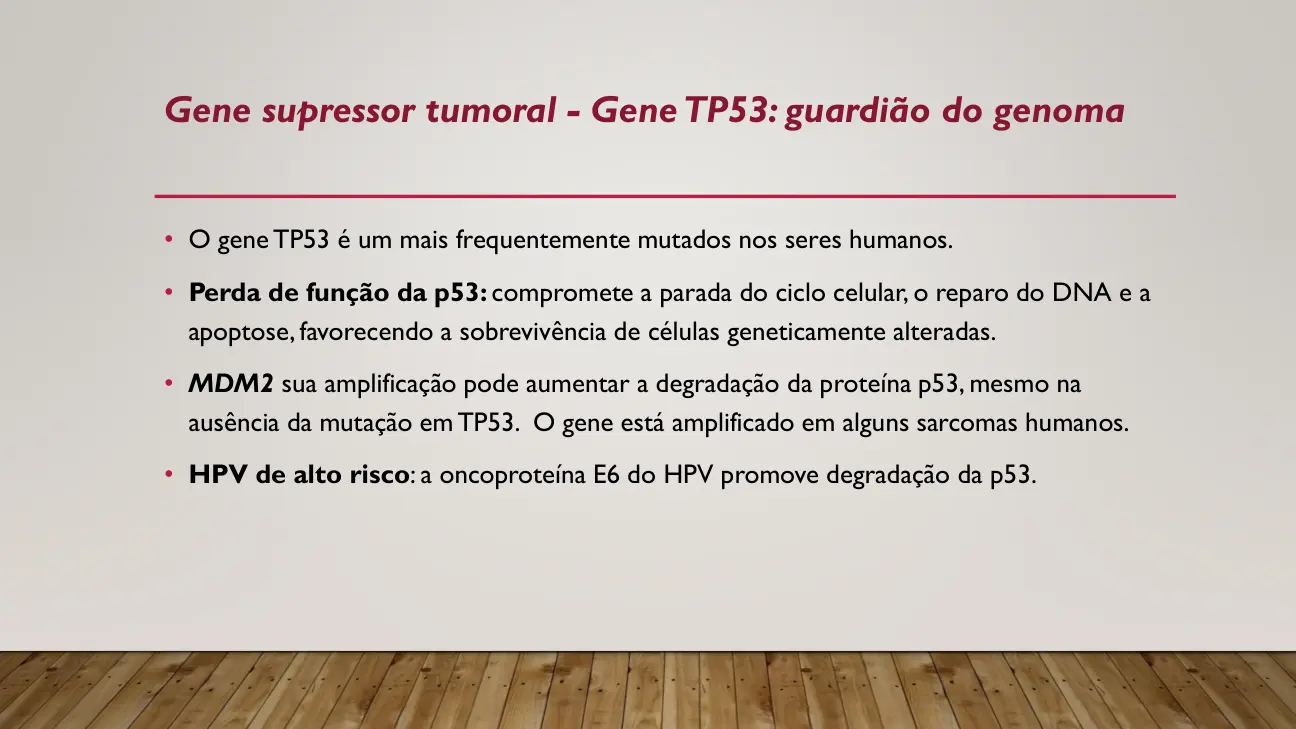 Gene supressor tumoral - Gene TP53: guardião do genoma
• O gene TP53 é um mais frequentemente mutados nos seres humanos.
• Perda de função da p53: compromete a parada do ciclo celular, o reparo do DNA e a
apoptose, favorecendo a sobrevivência de células geneticamente alteradas.
• MDM2 sua amplificação pode aumentar a degradação da proteína p53, mesmo na
ausência da mutação em TP53.  O gene está amplificado em alguns sarcomas humanos.
• HPV de alto risco: a oncoproteína E6 do HPV promove degradação da p53.